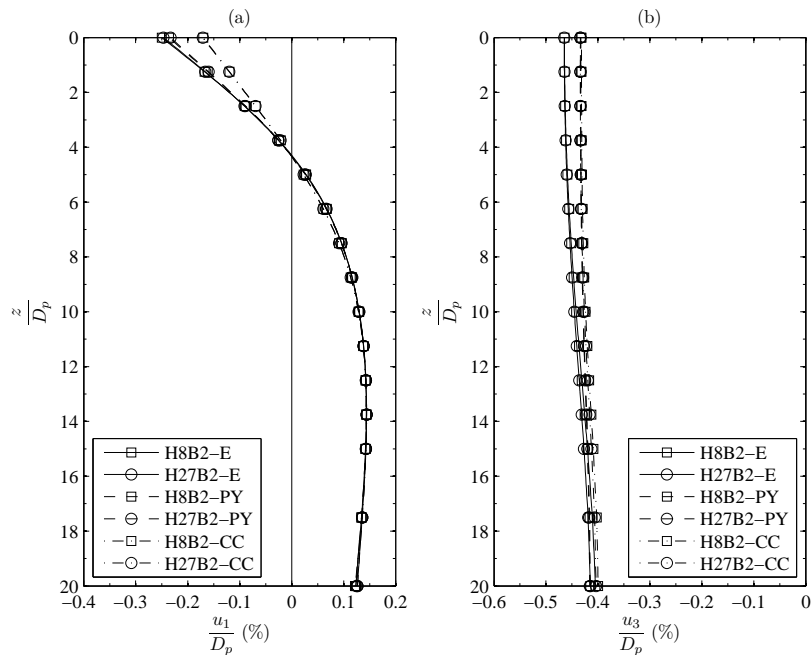 (a)
0
2
4
6
8
10
12
14
16
18
20
z
D_p
−0.4
−0.3
−0.2
−0.1
0
0.1
0.2
u_1
D_p (%)
H8B2−E
H27B2−E
H8B2−PY
H27B2−PY
H8B2−CC
H27B2−CC
(b)
0
2
4
6
8
10
12
14
16
18
20
z
D_p
−0.6
−0.5
−0.4
−0.3
−0.2
−0.1
0
u_3
D_p (%)
H8B2−E
H27B2−E
H8B2−PY
H27B2−PY
H8B2−CC
H27B2−CC